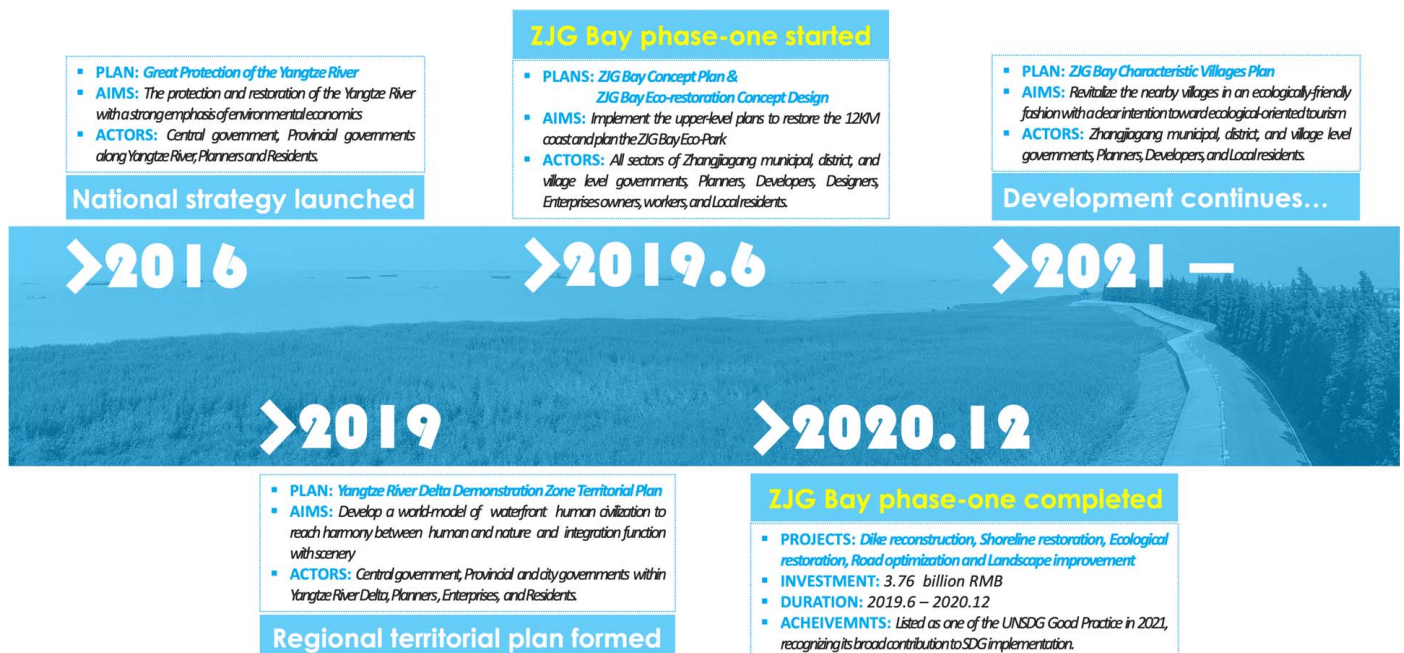 PLAN: Great Protection of the Yangtze River
AIMS: The protection and restoration of the Yangtze River
with a strong emphasis of environmental economics
ACTORS: Central government, Provincial governments
along Yangtze River, Planners and Residents.
National strategy launched
>2016
ZJG Bay phase-one started
PLANS: ZJG Bay Concept Plan &
ZJG Bay Eco-restoration Concept Design
AIMS: Implement the upper-level plans to restore the 12KM
coast and plan the ZJG Bay Eco-Park
ACTORS: All sectors of Zhangjiagang municipal, district, and
village level governments, Planners, Developers, Designers,
Enterprises owners, workers, and Local residents.
>2019.6
PLAN: ZJG Bay Characteristic Villages Plan
AIMS: Revitalize the nearby villages in an ecologically-friendly
fashion with a clear intention toward ecological-oriented tourism
ACTORS: Zhangjiagang municipal, district, and village level
governments, Planners, Developers, and Local residents.
Development continues…
>2021 —
>2019
PLAN: Yangtze River Delta Demonstration Zone Territorial Plan
AIMS: Develop a world-model of waterfront human civilization to
reach harmony between human and nature and integration function
with scenery
ACTORS: Central government, Provincial and city governments within
Yangtze River Delta, Planners, Enterprises, and Residents.
Regional territorial plan formed
>2020.12
ZJG Bay phase-one completed
PROJECTS: Dike reconstruction, Shoreline restoration, Ecological
restoration, Road optimization and Landscape improvement
INVESTMENT: 3.76 billion RMB
DURATION: 2019.6 – 2020.12
ACHEIVEMNTS: Listed as one of the UNSDG Good Practice in 2021,
recognizing its broad contribution to SDG implementation.